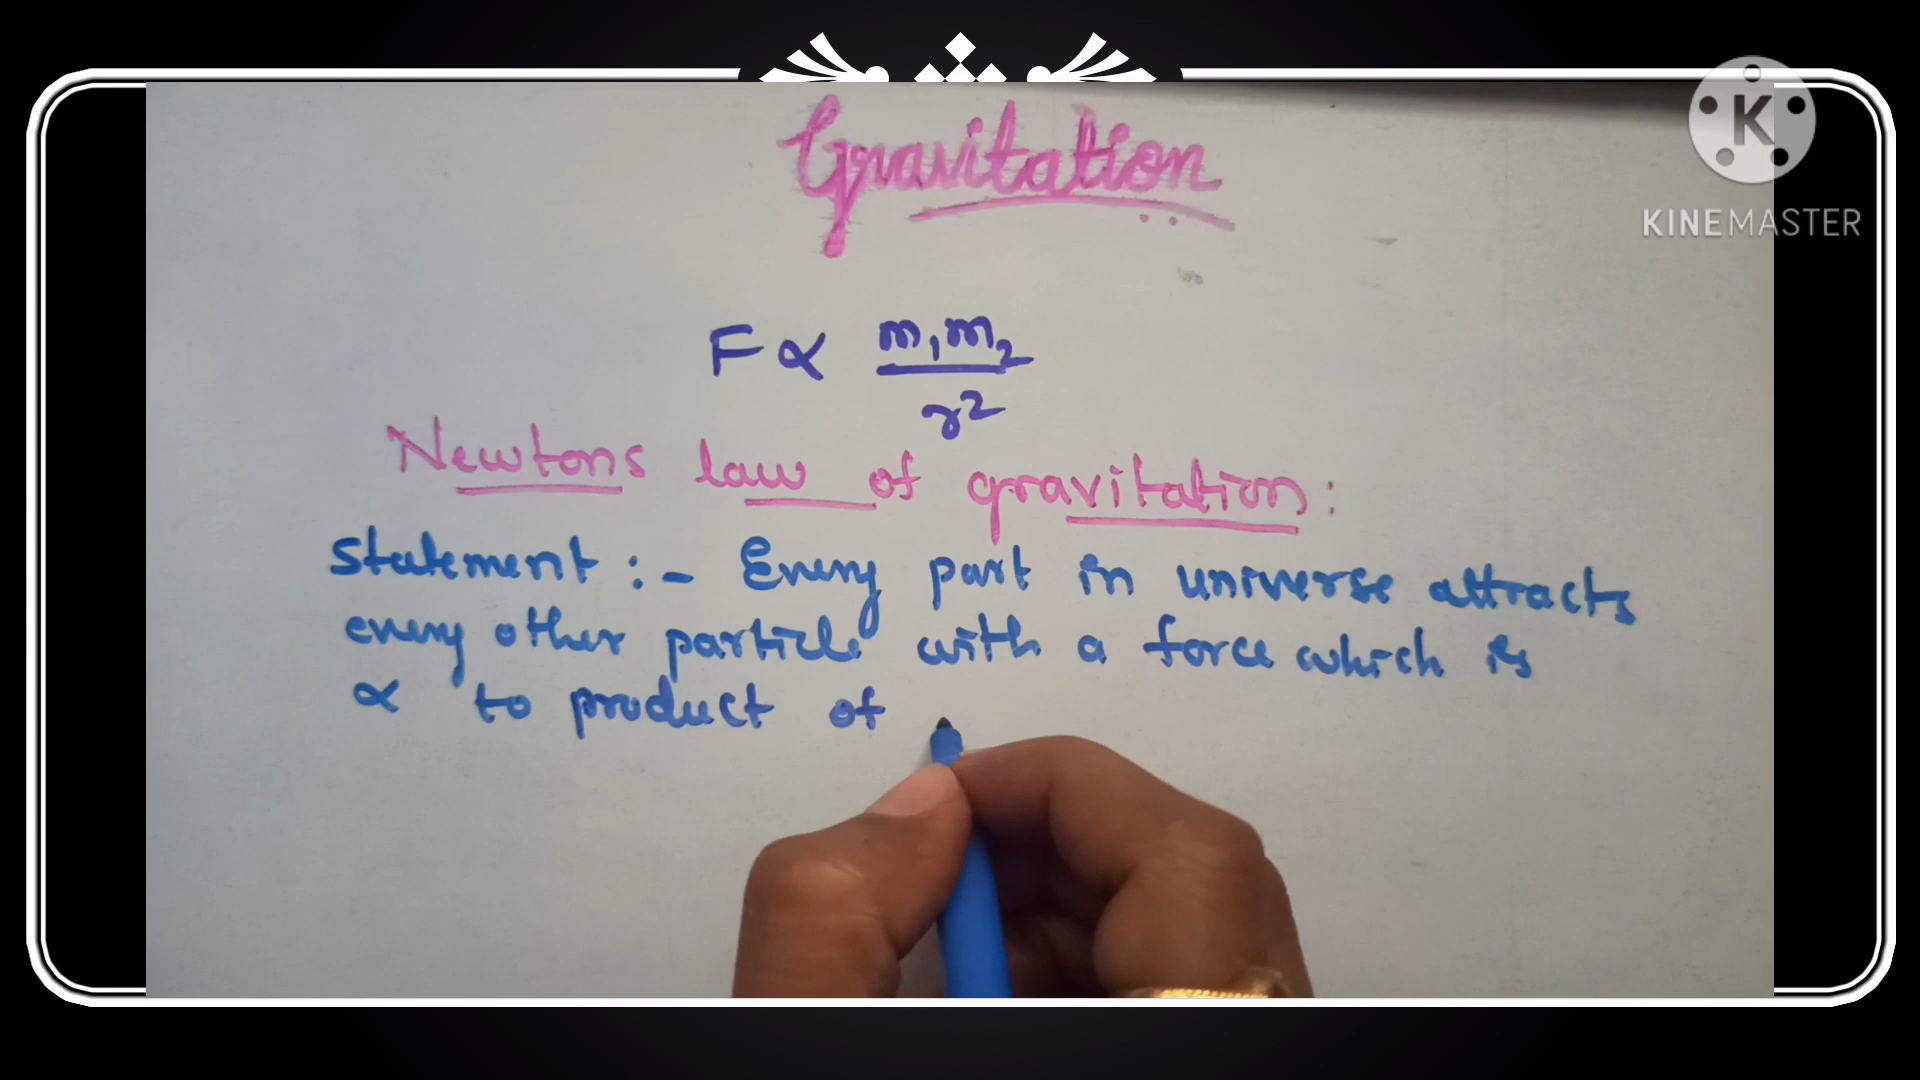 Gravitation
K
KINEMASTER
F ∝ m₁m₂
r²
Newtons law of gravitation:
Statement :- Every part in universe attracts
every other particle with a force which is
∝ to product of